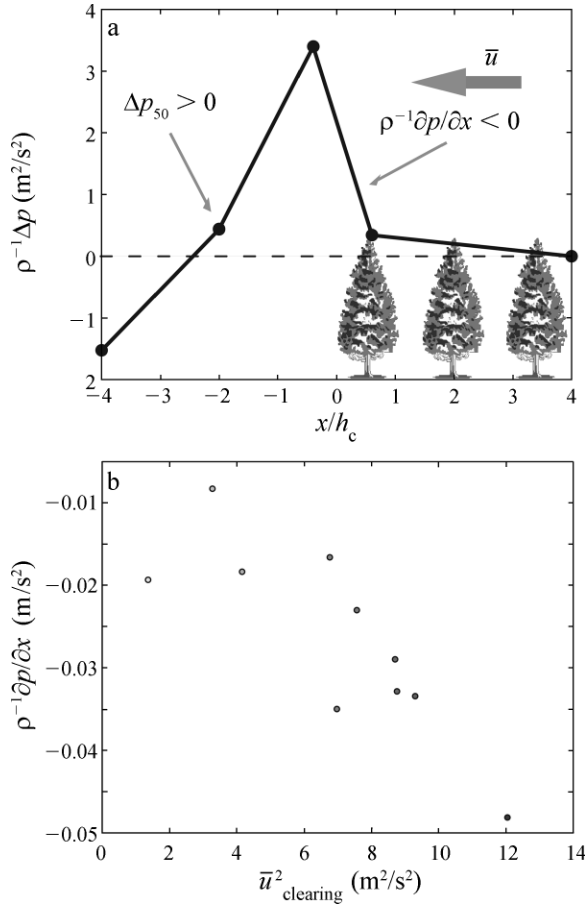 a
4
3
2
1
0
−1
2
ρ⁻¹Δp (m²/s²)
Δp₅₀ > 0
u̅
ρ⁻¹∂p/∂x < 0
−4 −3 −2 −1 0 1 2 3 4
x/h_c
b
−0.01
−0.02
−0.03
−0.04
−0.05
ρ⁻¹∂p/∂x (m/s²)
0 2 4 6 8 10 12 14
u̅²_clearing (m²/s²)